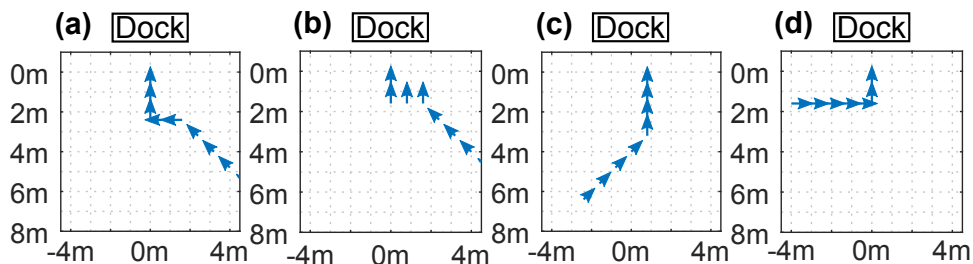 (a) Dock (b) Dock (c) Dock (d) Dock
0m 0m 0m 0m
2m 2m 2m 2m
4m 4m 4m 4m
6m 6m 6m 6m
8m 8m 8m 8m
-4m 0m 4m -4m 0m 4m -4m 0m 4m -4m 0m 4m